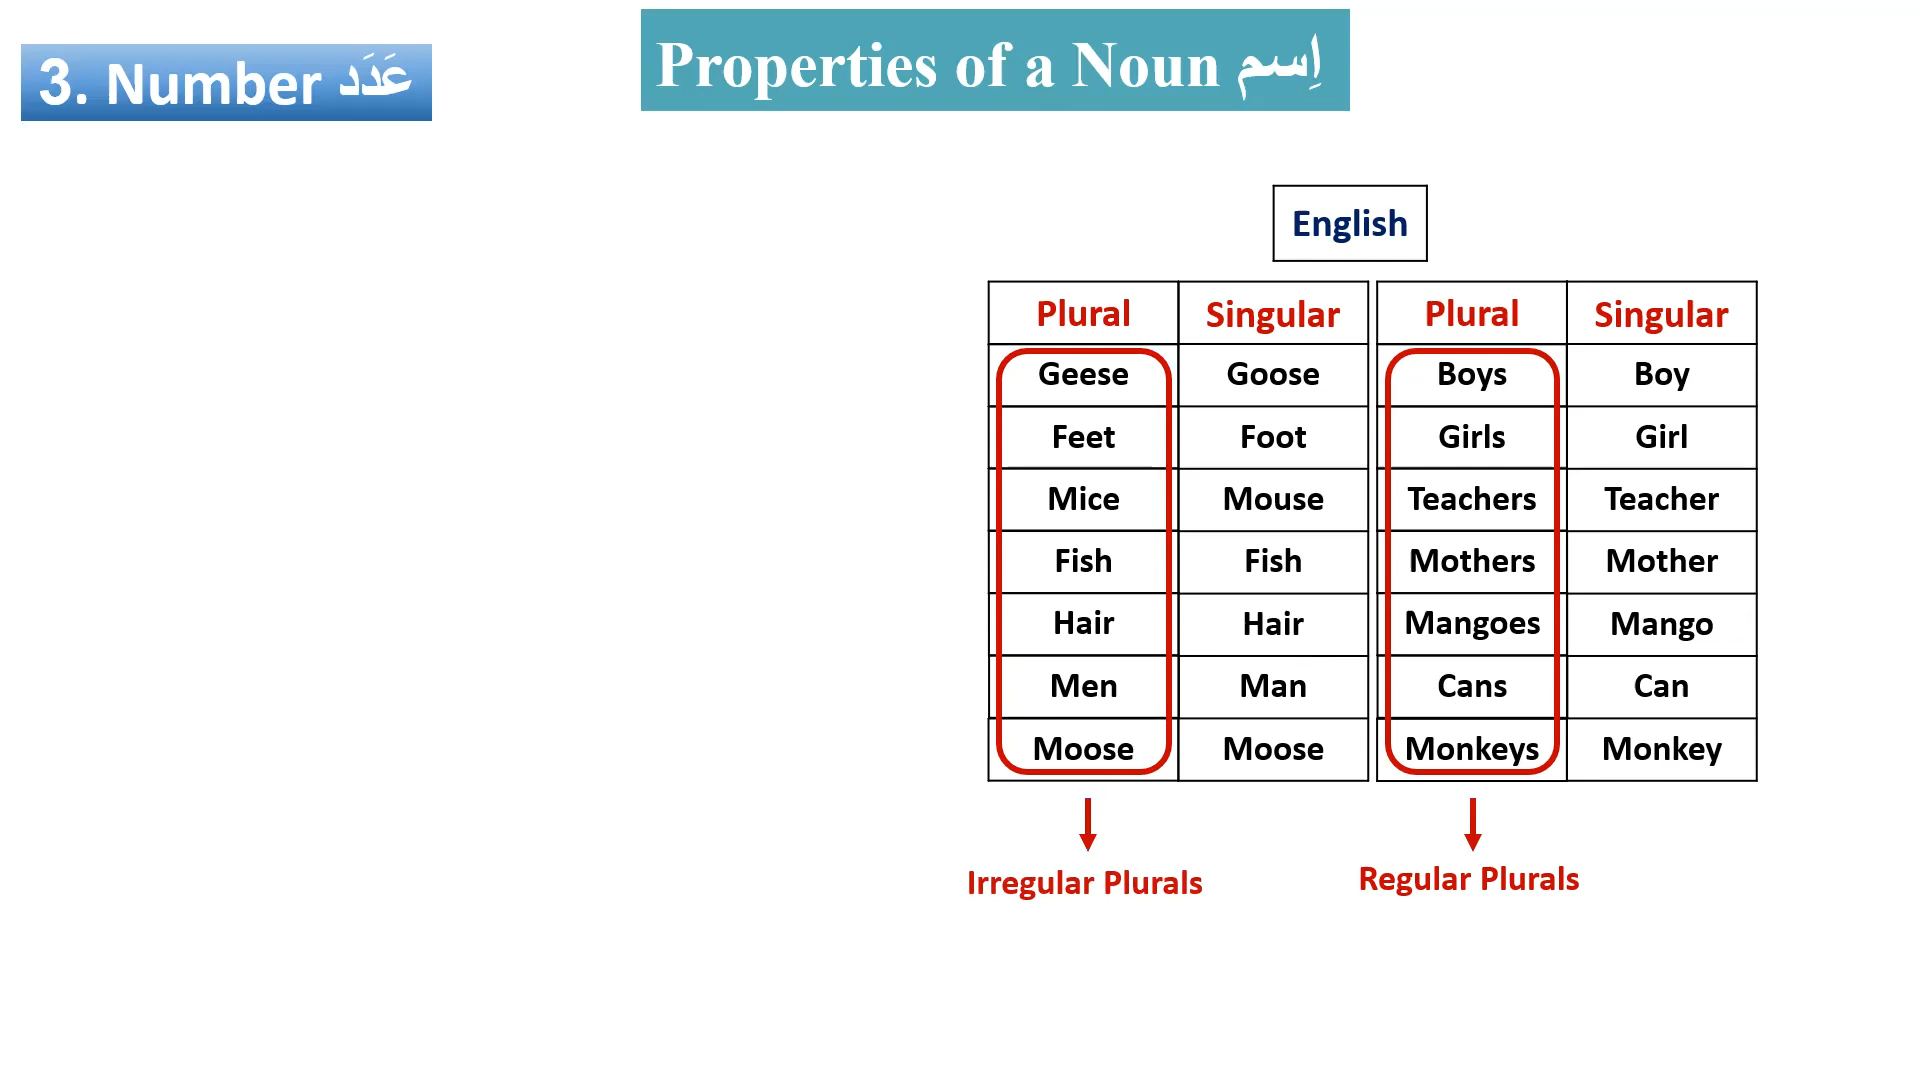 Properties of a Noun اِسم
3. Number عَدَد
English
Plural Singular Plural Singular
Geese Goose Boys Boy
Feet Foot Girls Girl
Mice Mouse Teachers Teacher
Fish Fish Mothers Mother
Hair Hair Mangoes Mango
Men Man Cans Can
Moose Moose Monkeys Monkey
Irregular Plurals Regular Plurals